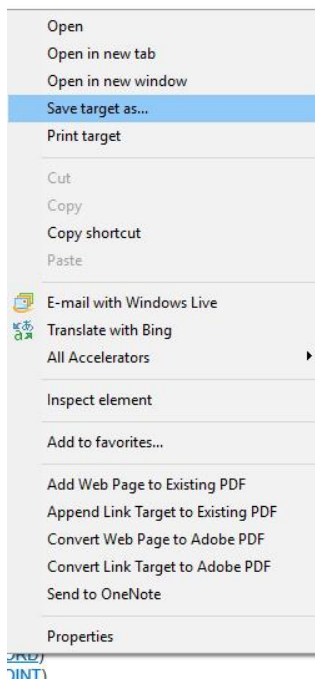 Open
Open in new tab
Open in new window
Save target as...
Print target
Cut
Copy
Copy shortcut
Paste
E-mail with Windows Live
Translate with Bing
All Accelerators
Inspect element
Add to favorites...
Add Web Page to Existing PDF
Append Link Target to Existing PDF
Convert Web Page to Adobe PDF
Convert Link Target to Adobe PDF
Send to OneNote
Properties